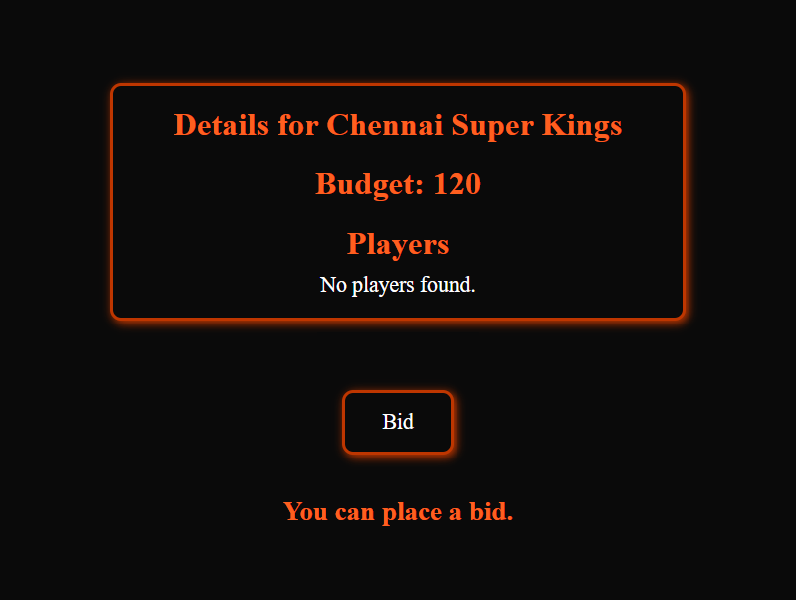 Details for Chennai Super Kings
Budget: 120
Players
No players found.
Bid
You can place a bid.